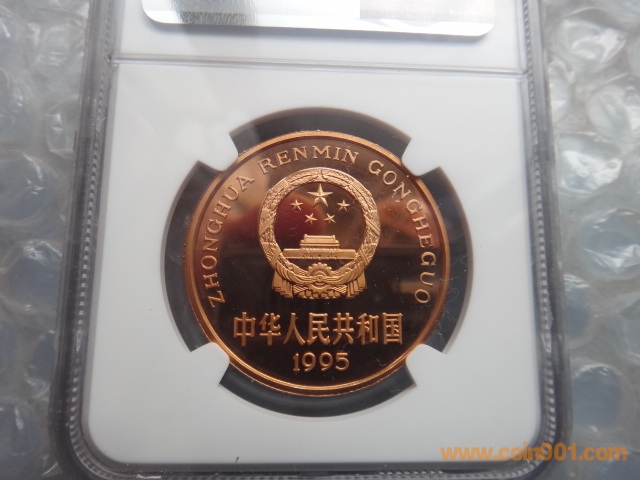 ZHONGHUA RENMIN GONGHEGUO
中华人民共和国
1995
www.coin001.com